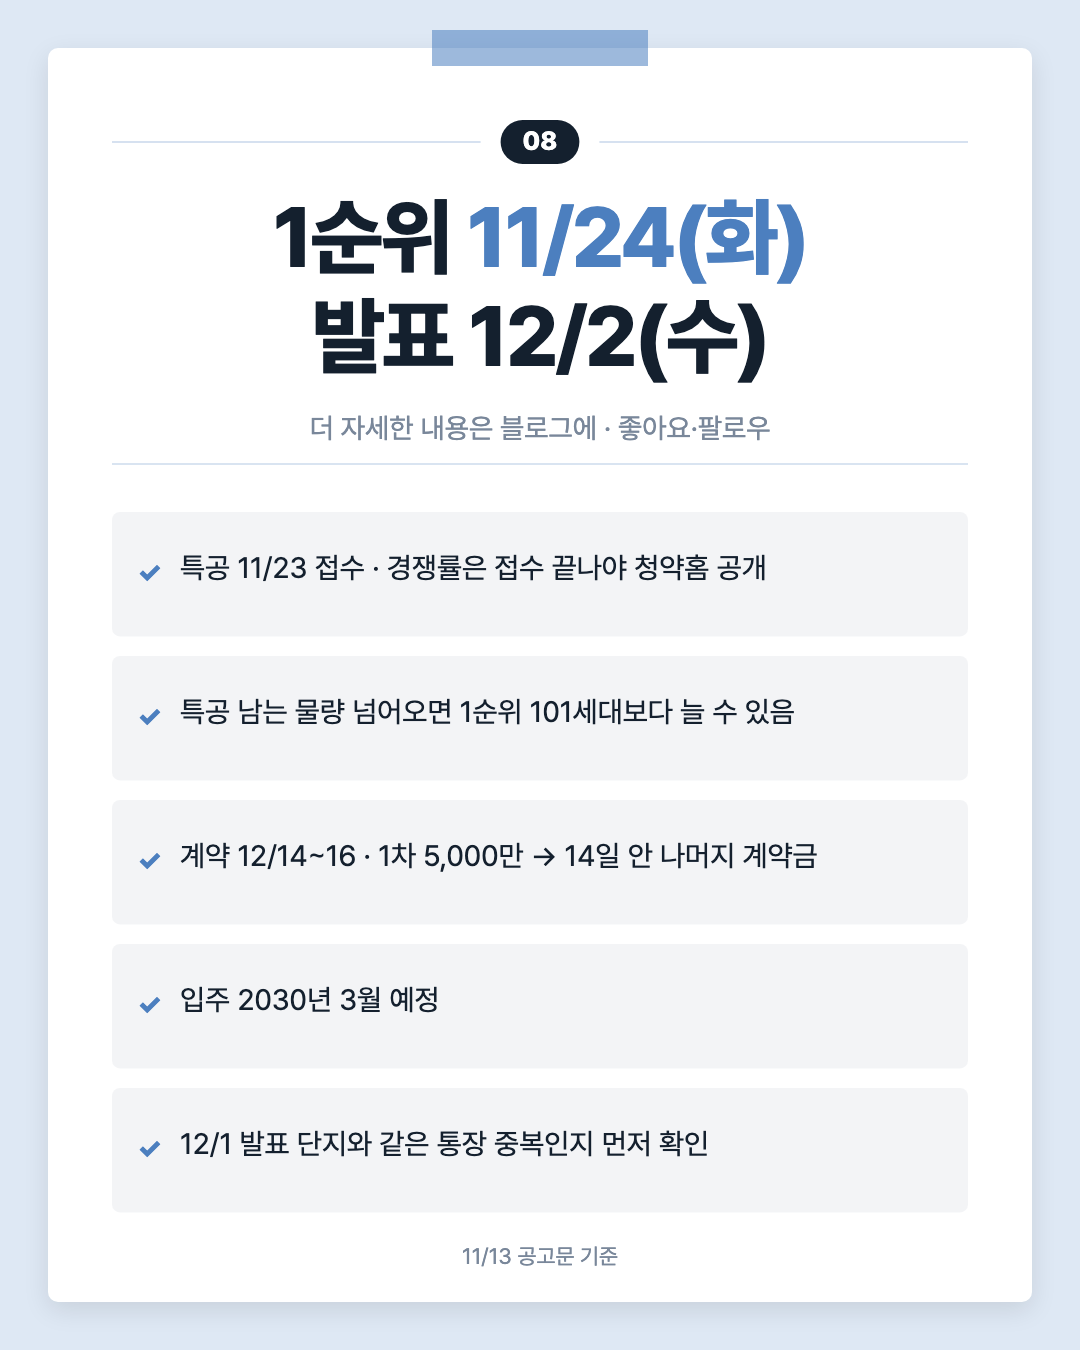 08
1순위 11/24(화)
발표 12/2(수)
더 자세한 내용은 블로그에 · 좋아요·팔로우
특공 11/23 접수 · 경쟁률은 접수 끝나야 청약홈 공개
특공 남는 물량 넘어오면 1순위 101세대보다 늘 수 있음
계약 12/14~16 · 1차 5,000만 → 14일 안 나머지 계약금
입주 2030년 3월 예정
12/1 발표 단지와 같은 통장 중복인지 먼저 확인
11/13 공고문 기준